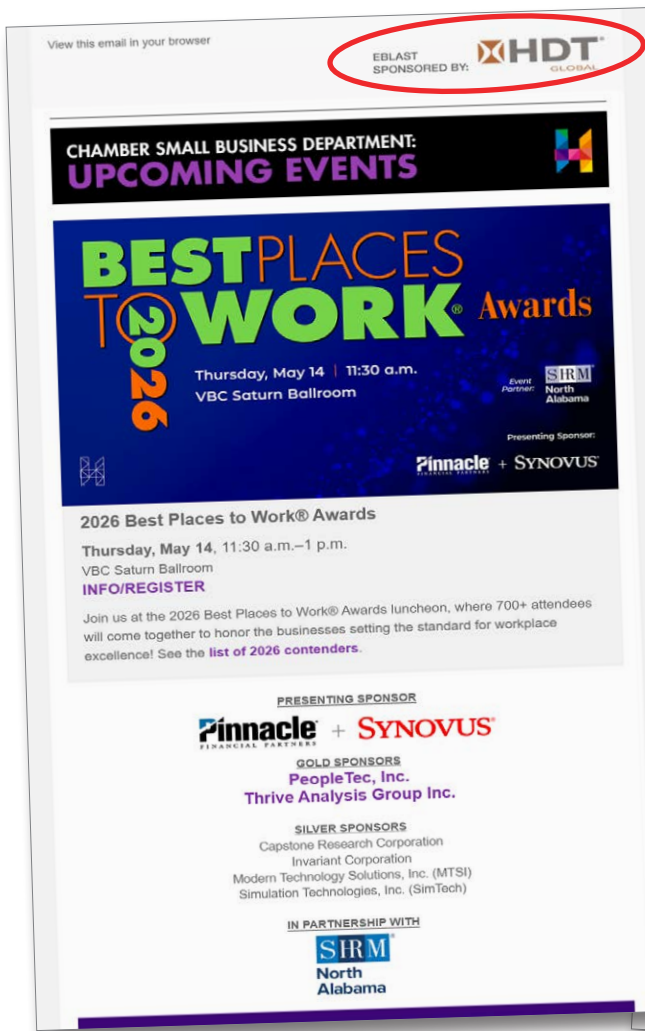 View this email in your browser
EBLAST
SPONSORED BY:
HDT®
GLOBAL
CHAMBER SMALL BUSINESS DEPARTMENT:
UPCOMING EVENTS
BEST PLACES
TO WORK® Awards
2026
Thursday, May 14 | 11:30 a.m.
VBC Saturn Ballroom
Event
Partner:
SHRM
North
Alabama
Presenting Sponsor:
Pinnacle
FINANCIAL PARTNERS
+ SYNOVUS®
2026 Best Places to Work® Awards
Thursday, May 14, 11:30 a.m.–1 p.m.
VBC Saturn Ballroom
INFO/REGISTER
Join us at the 2026 Best Places to Work® Awards luncheon, where 700+ attendees
will come together to honor the businesses setting the standard for workplace
excellence! See the list of 2026 contenders.
PRESENTING SPONSOR
Pinnacle + SYNOVUS®
FINANCIAL PARTNERS
GOLD SPONSORS
PeopleTec, Inc.
Thrive Analysis Group Inc.
SILVER SPONSORS
Capstone Research Corporation
Invariant Corporation
Modern Technology Solutions, Inc. (MTSI)
Simulation Technologies, Inc. (SimTech)
IN PARTNERSHIP WITH
SHRM®
North
Alabama